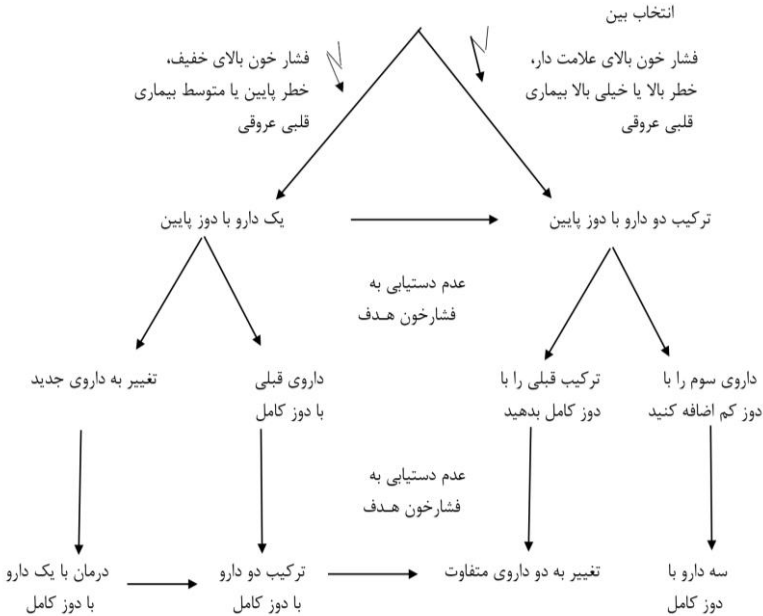 انتخاب بین
فشار خون بالای علامت دار،
خطر بالا یا خیلی بالا بیماری
قلبی عروقی
فشار خون بالای خفیف،
خطر پایین یا متوسط بیماری
قلبی عروقی
ترکیب دو دارو با دوز پایین
یک دارو با دوز پایین
عدم دستیابی به
فشارخون هـدف
داروی سوم را با
دوز کم اضافه کنید
ترکیب قبلی را با
دوز کامل بدهید
داروی قبلی
با دوز کامل
تغییر به داروی جدید
عدم دستیابی به
فشارخون هـدف
سه دارو با
دوز کامل
تغییر به دو داروی متفاوت
ترکیب دو دارو
با دوز کامل
درمان با یک دارو
با دوز کامل